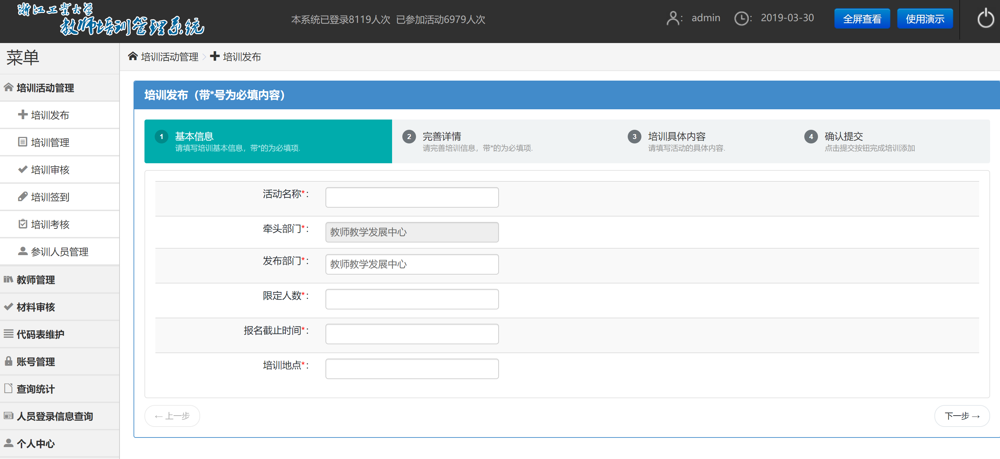 浙江工业大学
教师培训管理系统
本系统已登录8119人次 已参加活动6979人次
: admin : 2019-03-30 全屏查看 使用演示
菜单
培训活动管理
培训发布
培训管理
培训审核
培训签到
培训考核
参训人员管理
教师管理
材料审核
代码表维护
账号管理
查询统计
人员登录信息查询
个人中心
培训活动管理 > 培训发布
培训发布（带*号为必填内容）
1 基本信息
请填写培训基本信息，带*的为必填项.
2 完善详情
请完善培训信息，带*的为必填项.
3 培训具体内容
请填写活动的具体内容.
4 确认提交
点击提交按钮完成培训添加
活动名称*:
牵头部门*: 教师教学发展中心
发布部门*: 教师教学发展中心
限定人数*:
报名截止时间*:
培训地点*:
← 上一步
下一步 →